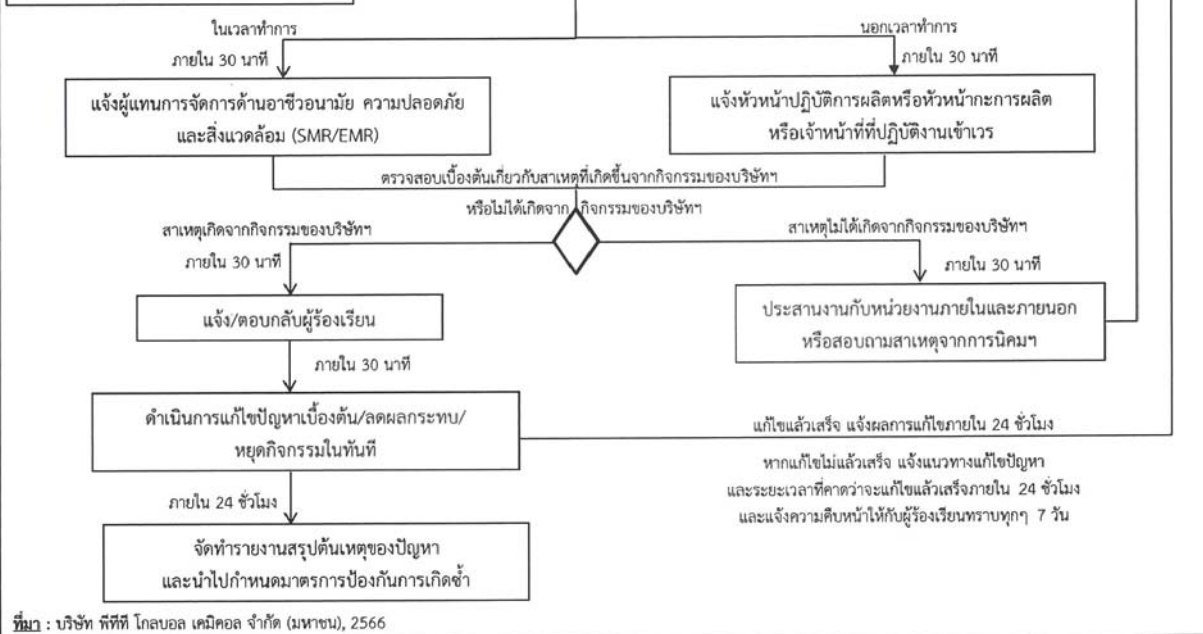 ในเวลาทำการ
นอกเวลาทำการ
ภายใน 30 นาที
ภายใน 30 นาที
แจ้งผู้แทนการจัดการด้านอาชีวอนามัย ความปลอดภัย
และสิ่งแวดล้อม (SMR/EMR)
แจ้งหัวหน้าปฏิบัติการผลิตหรือหัวหน้ากะการผลิต
หรือเจ้าหน้าที่ที่ปฏิบัติงานเข้าเวร
ตรวจสอบเบื้องต้นเกี่ยวกับสาเหตุที่เกิดขึ้นจากกิจกรรมของบริษัทฯ
หรือไม่ได้เกิดจาก กิจกรรมของบริษัทฯ
สาเหตุเกิดจากกิจกรรมของบริษัทฯ
สาเหตุไม่ได้เกิดจากกิจกรรมของบริษัทฯ
ภายใน 30 นาที
ภายใน 30 นาที
แจ้ง/ตอบกลับผู้ร้องเรียน
ประสานงานกับหน่วยงานภายในและภายนอก
หรือสอบถามสาเหตุจากการนิคมฯ
ภายใน 30 นาที
ดำเนินการแก้ไขปัญหาเบื้องต้น/ลดผลกระทบ/
หยุดกิจกรรมในทันที
แก้ไขแล้วเสร็จ แจ้งผลการแก้ไขภายใน 24 ชั่วโมง
หากแก้ไขไม่แล้วเสร็จ แจ้งแนวทางแก้ไขปัญหา
และระยะเวลาที่คาดว่าจะแก้ไขแล้วเสร็จภายใน 24 ชั่วโมง
และแจ้งความคืบหน้าให้กับผู้ร้องเรียนทราบทุกๆ 7 วัน
ภายใน 24 ชั่วโมง
จัดทำรายงานสรุปต้นเหตุของปัญหา
และนำไปกำหนดมาตรการป้องกันการเกิดซ้ำ
ที่มา : บริษัท พีทีที โกลบอล เคมิคอล จำกัด (มหาชน), 2566